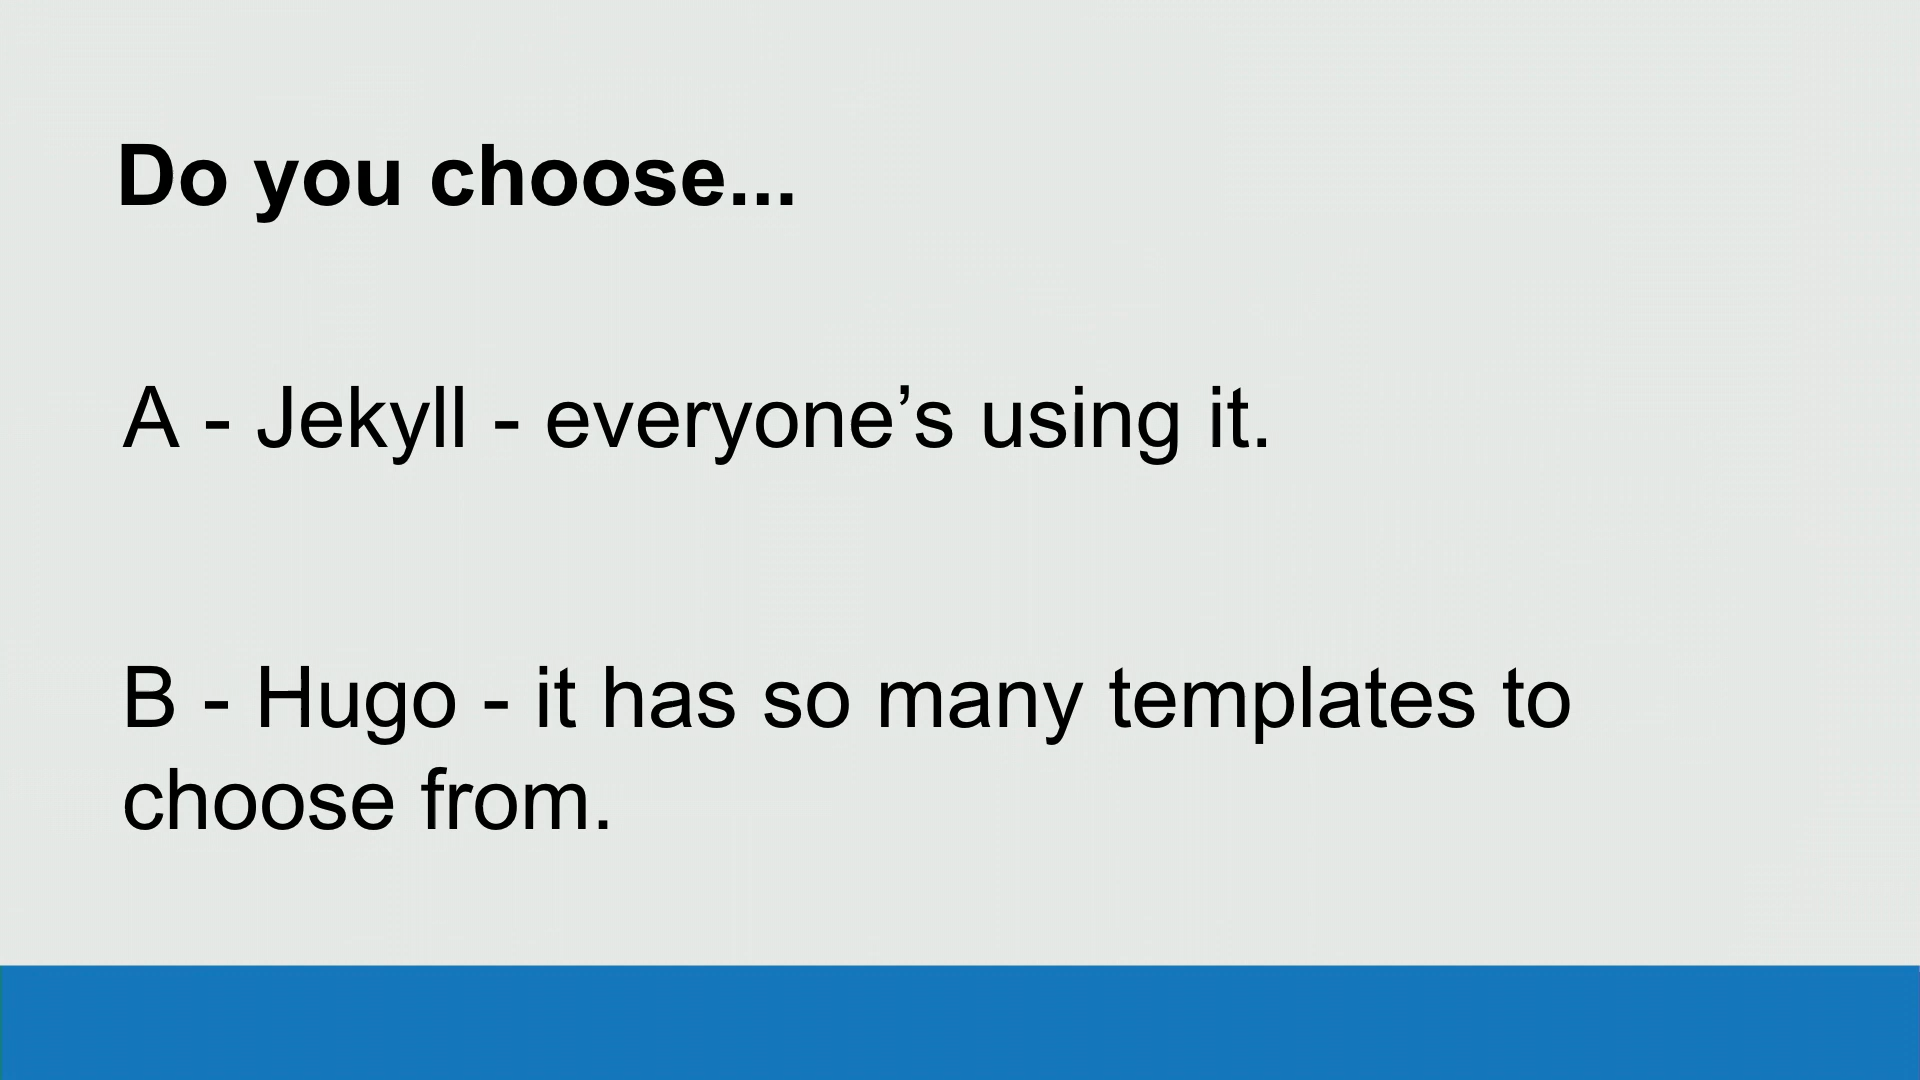 Do you choose...
A - Jekyll - everyone’s using it.
B - Hugo - it has so many templates to
choose from.